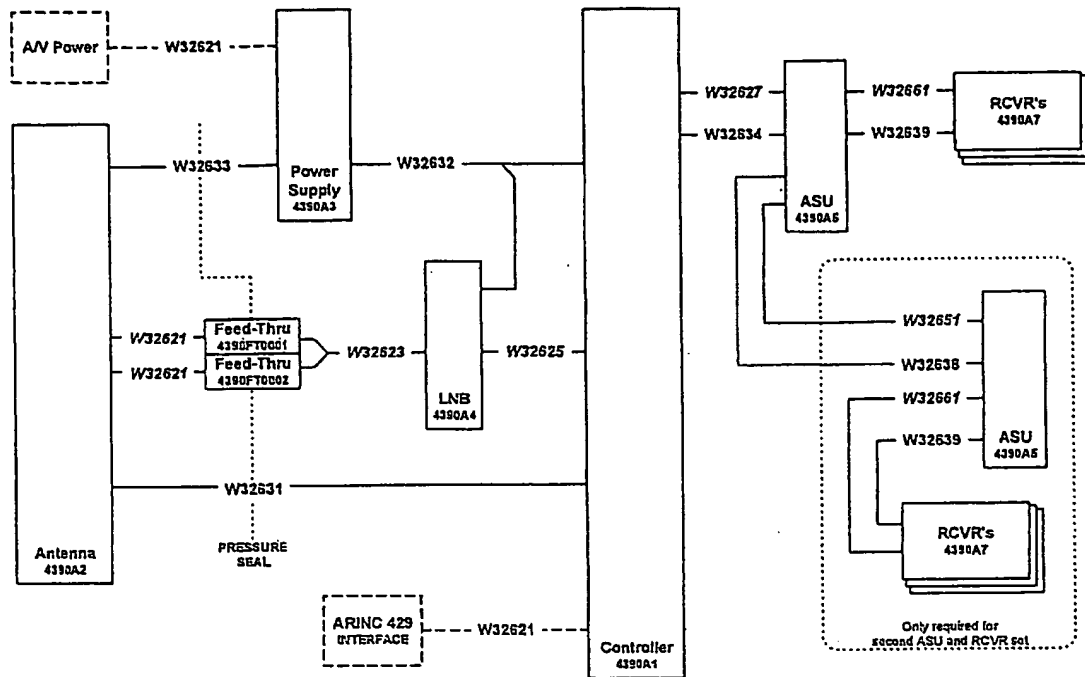 A/V Power
W32621
W32633
Power
Supply
4390A3
W32632
W32621
Feed-Thru
4390FT0001
W32621
Feed-Thru
4390FT0002
W32623
LNB
4390A4
W32625
W32631
PRESSURE
SEAL
Antenna
4390A2
ARINC 429
INTERFACE
W32621
Controller
4390A1
W32627
W32634
ASU
4390A5
W32661
W32639
RCVR's
4390A7
W32651
W32638
W32661
W32639
ASU
4390A5
RCVR's
4390A7
Only required for
second ASU and RCVR set